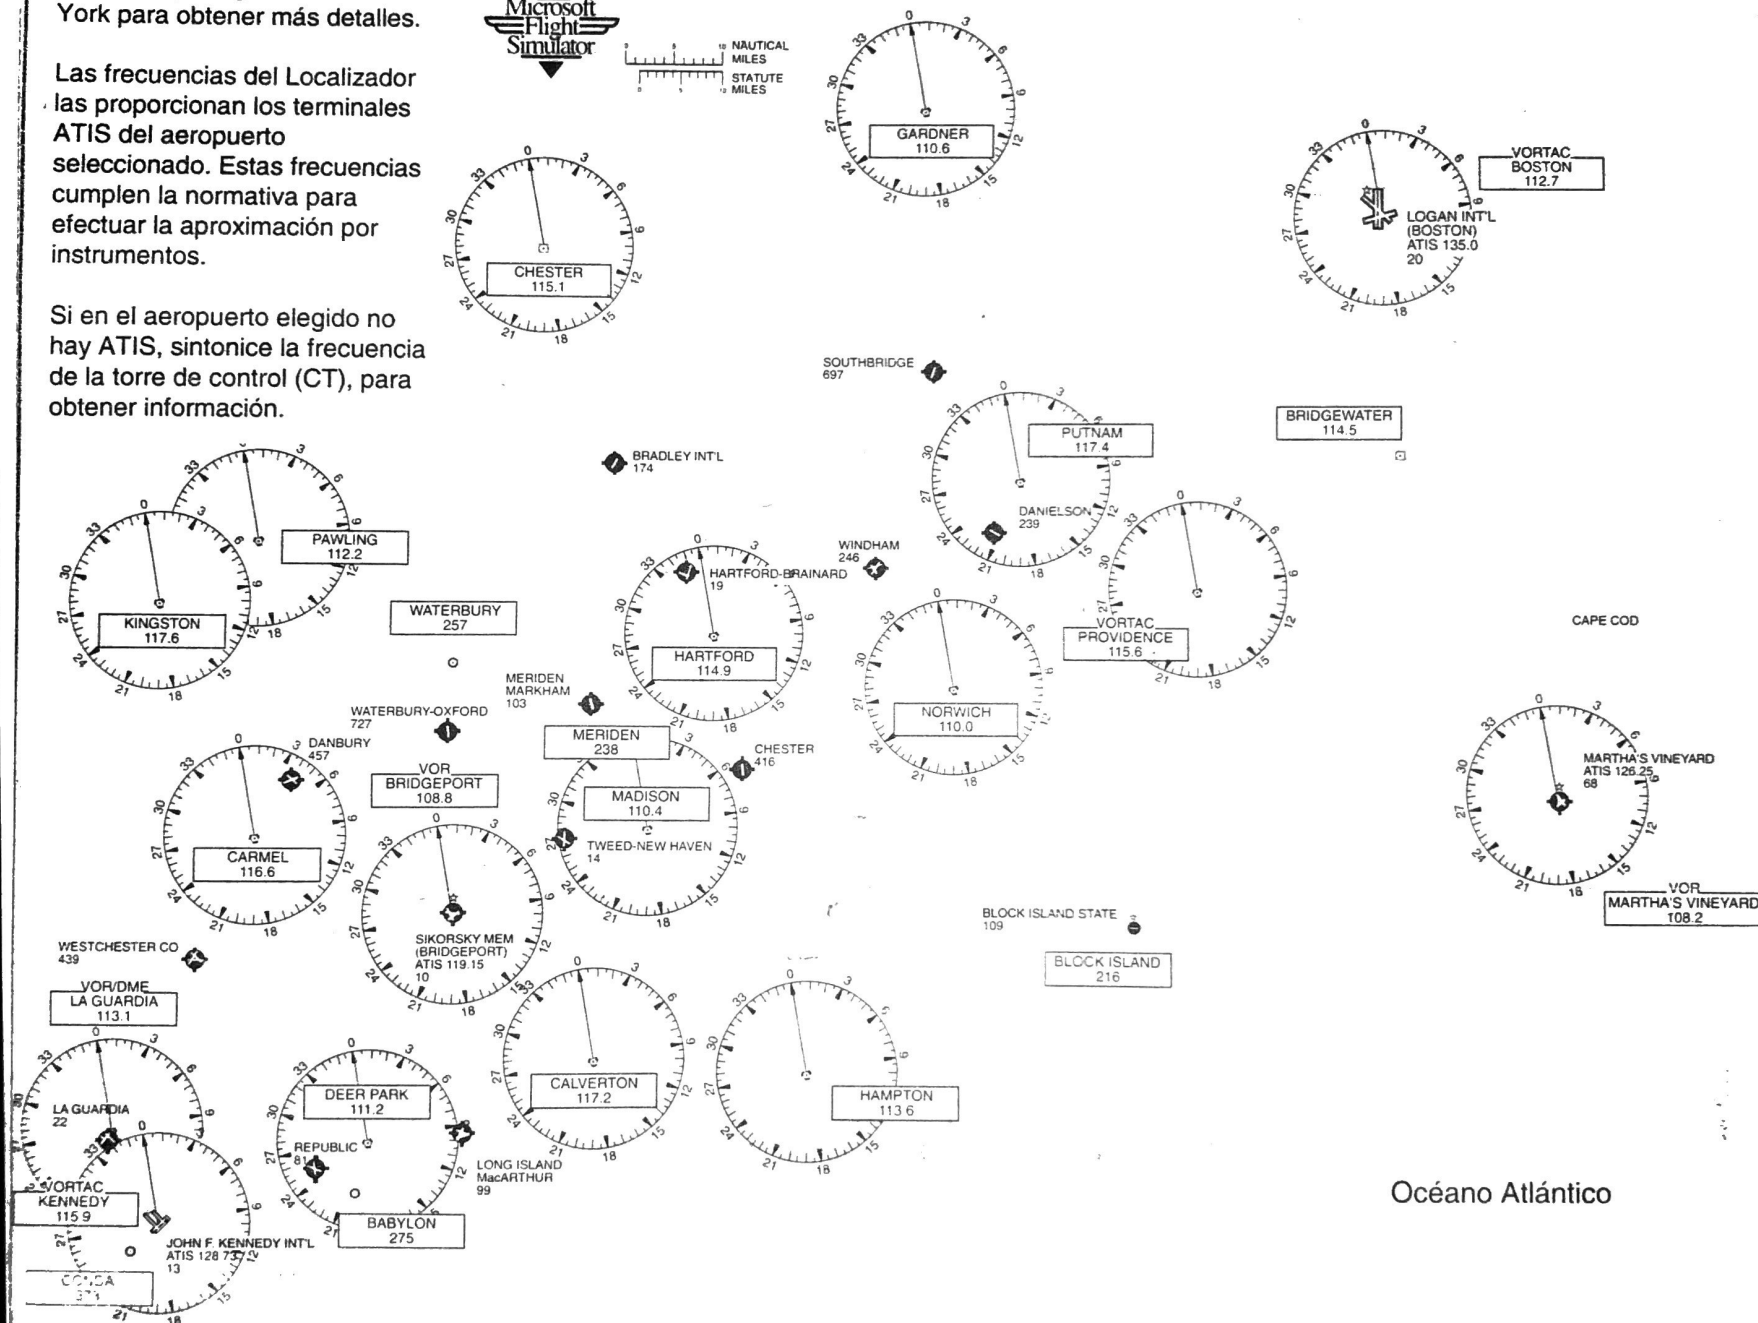 York para obtener más detalles.
Las frecuencias del Localizador
las proporcionan los terminales
ATIS del aeropuerto
seleccionado. Estas frecuencias
cumplen la normativa para
efectuar la aproximación por
instrumentos.
Si en el aeropuerto elegido no
hay ATIS, sintonice la frecuencia
de la torre de control (CT), para
obtener información.
Microsoft
Flight
Simulator
NAUTICAL
MILES
STATUTE
MILES
GARDNER
110.6
CHESTER
115.1
VORTAC
BOSTON
112.7
LOGAN INT'L
(BOSTON)
ATIS 135.0
20
SOUTHBRIDGE
697
PUTNAM
117.4
BRIDGEWATER
114.5
BRADLEY INT'L
174
DANIELSON
239
PAWLING
112.2
KINGSTON
117.6
WINDHAM
246
HARTFORD-BRAINARD
19
WATERBURY
257
HARTFORD
114.9
VORTAC
PROVIDENCE
115.6
CAPE COD
MERIDEN
MARKHAM
103
WATERBURY-OXFORD
727
NORWICH
110.0
DANBURY
457
MERIDEN
238
CHESTER
416
VOR
BRIDGEPORT
108.8
MADISON
110.4
MARTHA'S VINEYARD
ATIS 126.25
68
TWEED-NEW HAVEN
14
CARMEL
116.6
VOR
MARTHA'S VINEYARD
108.2
SIKORSKY MEM
(BRIDGEPORT)
ATIS 119.15
10
BLOCK ISLAND STATE
109
WESTCHESTER CO
439
BLOCK ISLAND
216
VOR/DME
LA GUARDIA
113.1
CALVERTON
117.2
DEER PARK
111.2
HAMPTON
113.6
LA GUARDIA
22
REPUBLIC
81
LONG ISLAND
MacARTHUR
99
VORTAC
KENNEDY
115.9
BABYLON
275
JOHN F. KENNEDY INT'L
ATIS 128
13
Océano Atlántico